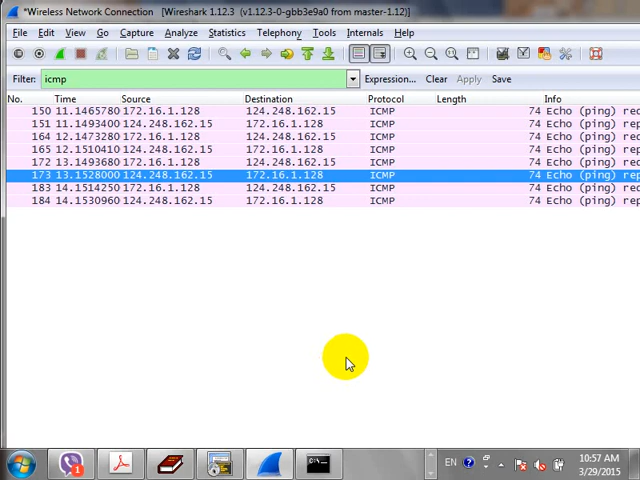 *Wireless Network Connection [Wireshark 1.12.3 (v1.12.3-0-gbb3e9a0 from master-1.12)]
File Edit View Go Capture Analyze Statistics Telephony Tools Internals Help
Filter: icmp Expression... Clear Apply Save
No. Time Source Destination Protocol Length Info
150 11.1465780 172.16.1.128 124.248.162.15 ICMP 74 Echo (ping) req
151 11.1493400 124.248.162.15 172.16.1.128 ICMP 74 Echo (ping) rep
164 12.1473280 172.16.1.128 124.248.162.15 ICMP 74 Echo (ping) req
165 12.1510410 124.248.162.15 172.16.1.128 ICMP 74 Echo (ping) rep
172 13.1493680 172.16.1.128 124.248.162.15 ICMP 74 Echo (ping) req
173 13.1528000 124.248.162.15 172.16.1.128 ICMP 74 Echo (ping) rep
183 14.1514250 172.16.1.128 124.248.162.15 ICMP 74 Echo (ping) req
184 14.1530960 124.248.162.15 172.16.1.128 ICMP 74 Echo (ping) rep
1
EN
10:57 AM
3/29/2015